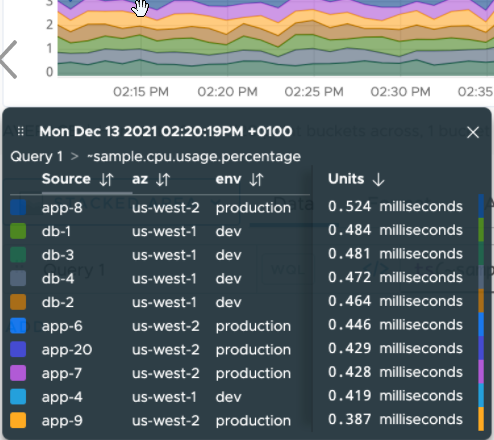 3
2
1
0
02:15 PM 02:20 PM 02:25 PM 02:30 PM 02:35
Mon Dec 13 2021 02:20:19PM +0100
Query 1 > ~sample.cpu.usage.percentage
Source az env Units
app-8 us-west-2 production 0.524 milliseconds
db-1 us-west-1 dev 0.484 milliseconds
db-3 us-west-1 dev 0.481 milliseconds
db-4 us-west-1 dev 0.472 milliseconds
db-2 us-west-1 dev 0.464 milliseconds
app-6 us-west-2 production 0.446 milliseconds
app-20 us-west-2 production 0.429 milliseconds
app-7 us-west-2 production 0.428 milliseconds
app-4 us-west-1 dev 0.419 milliseconds
app-9 us-west-2 production 0.387 milliseconds